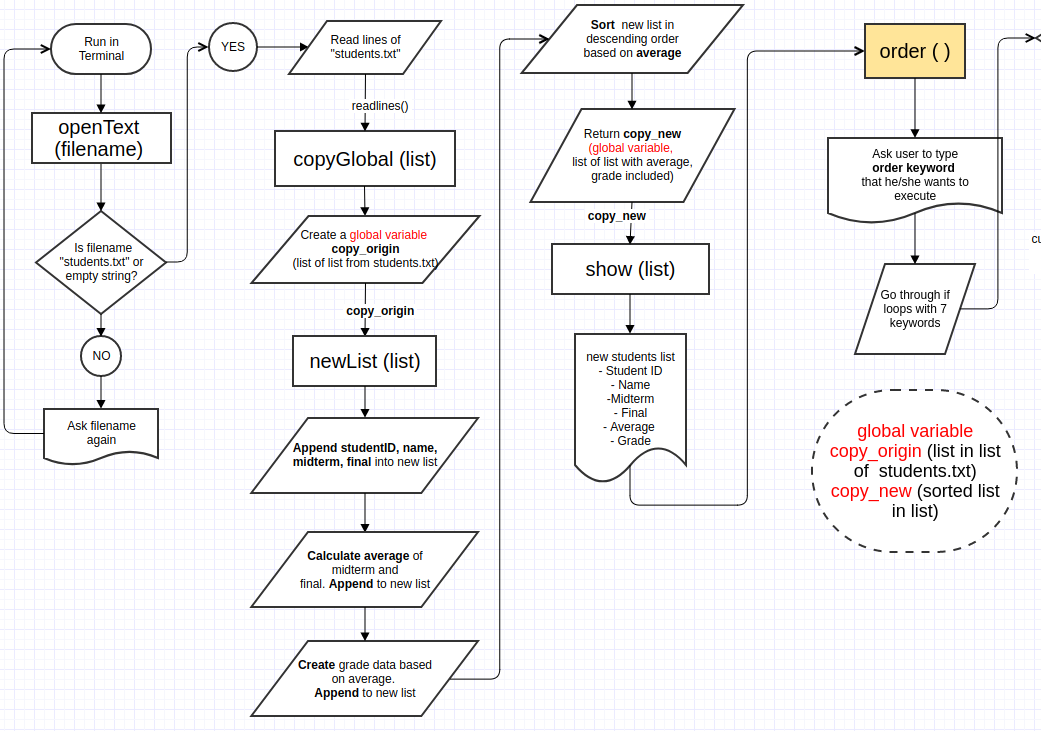 Run in
Terminal
openText
(filename)
Is filename
"students.txt" or
empty string?
NO
Ask filename
again
YES
Read lines of
"students.txt"
readlines()
copyGlobal (list)
Create a global variable
copy_origin
(list of list from students.txt)
copy_origin
newList (list)
Append studentID, name,
midterm, final into new list
Calculate average of
midterm and
final. Append to new list
Create grade data based
on average.
Append to new list
Sort new list in
descending order
based on average
Return copy_new
(global variable,
list of list with average,
grade included)
copy_new
show (list)
new students list
- Student ID
- Name
-Midterm
- Final
- Average
- Grade
order ( )
Ask user to type
order keyword
that he/she wants to
execute
Go through if
loops with 7
keywords
global variable
copy_origin (list in list
of students.txt)
copy_new (sorted list
in list)